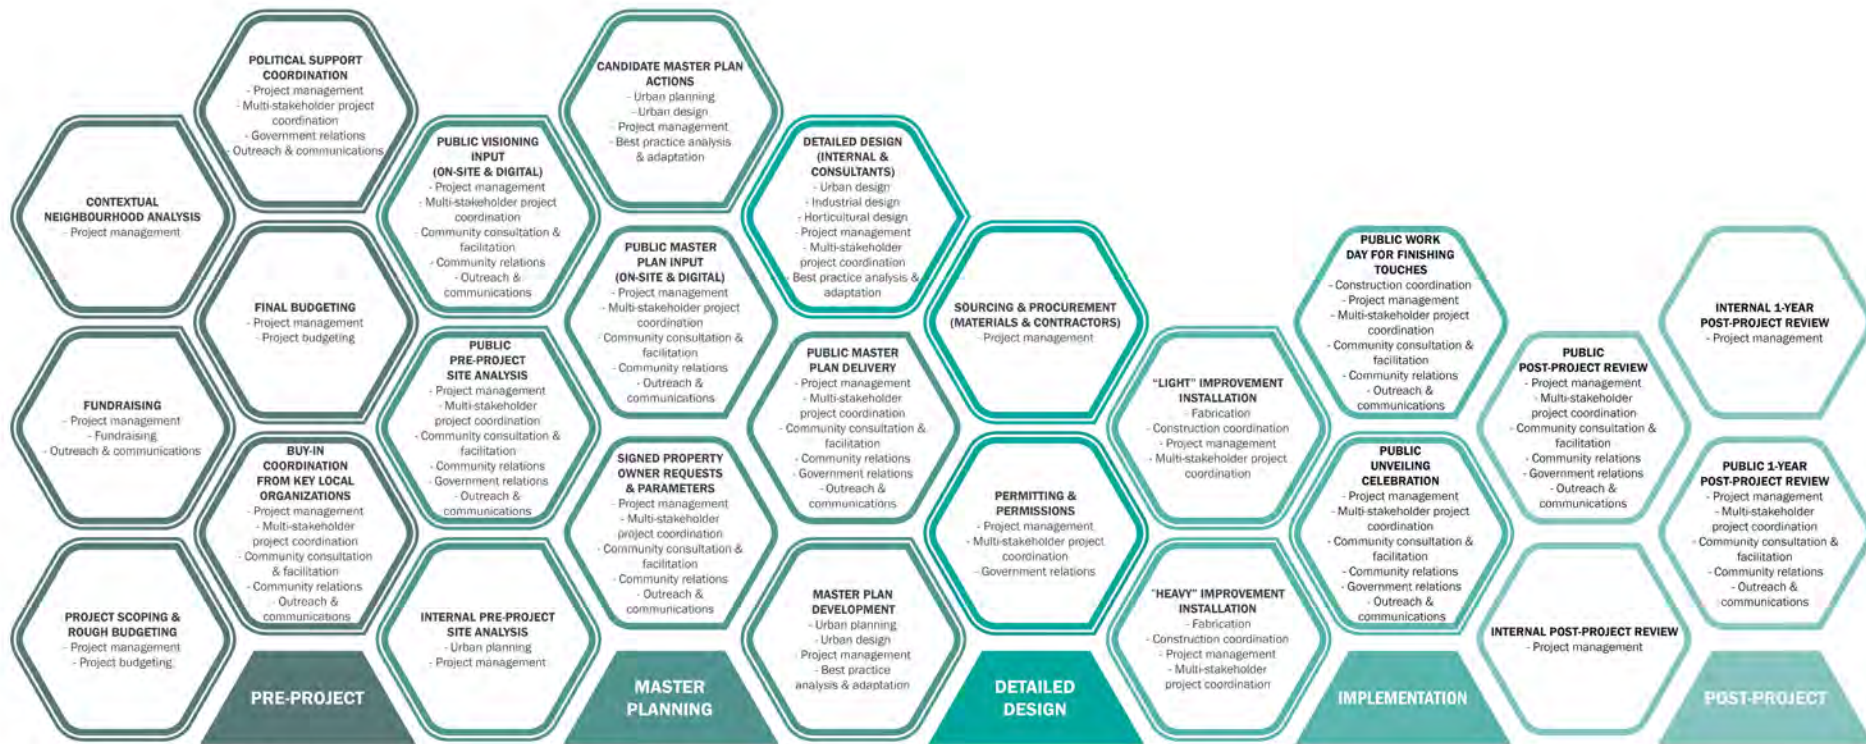 CONTEXTUAL
NEIGHBOURHOOD ANALYSIS
- Project management
FUNDRAISING
- Project management
- Fundraising
- Outreach & communications
PROJECT SCOPING &
ROUGH BUDGETING
- Project management
- Project budgeting
POLITICAL SUPPORT
COORDINATION
- Project management
- Multi-stakeholder project
coordination
- Government relations
- Outreach & communications
FINAL BUDGETING
- Project management
- Project budgeting
BUY-IN
COORDINATION
FROM KEY LOCAL
ORGANIZATIONS
- Project management
- Multi-stakeholder
project coordination
- Community consultation
& facilitation
- Community relations
- Outreach &
communications
PRE-PROJECT
PUBLIC VISIONING
INPUT
(ON-SITE & DIGITAL)
- Project management
- Multi-stakeholder project
coordination
- Community consultation &
facilitation
- Community relations
- Outreach &
communications
PUBLIC
PRE-PROJECT
SITE ANALYSIS
- Project management
- Multi-stakeholder
project coordination
- Community consultation &
facilitation
- Community relations
- Government relations
- Outreach &
communications
INTERNAL PRE-PROJECT
SITE ANALYSIS
- Urban planning
- Project management
CANDIDATE MASTER PLAN
ACTIONS
- Urban planning
- Urban design
- Project management
- Best practice analysis
& adaptation
PUBLIC MASTER
PLAN INPUT
(ON-SITE & DIGITAL)
- Project management
- Multi-stakeholder project
coordination
- Community consultation &
facilitation
- Community relations
- Outreach &
communications
SIGNED PROPERTY
OWNER REQUESTS
& PARAMETERS
- Project management
- Multi-stakeholder
project coordination
- Community consultation &
facilitation
- Community relations
- Outreach &
communications
MASTER
PLANNING
DETAILED DESIGN
(INTERNAL &
CONSULTANTS)
- Urban design
- Industrial design
- Horticultural design
- Project management
- Multi-stakeholder
project coordination
- Best practice analysis &
adaptation
PUBLIC MASTER
PLAN DELIVERY
- Project management
- Multi-stakeholder
project coordination
- Community consultation &
facilitation
- Community relations
- Government relations
- Outreach &
communications
MASTER PLAN
DEVELOPMENT
- Urban planning
- Urban design
- Project management
- Best practice
analysis & adaptation
SOURCING & PROCUREMENT
(MATERIALS & CONTRACTORS)
- Project management
PERMITTING &
PERMISSIONS
- Project management
- Multi-stakeholder project
coordination
- Government relations
DETAILED
DESIGN
"LIGHT" IMPROVEMENT
INSTALLATION
- Fabrication
- Construction coordination
- Project management
- Multi-stakeholder project
coordination
"HEAVY" IMPROVEMENT
INSTALLATION
- Fabrication
- Construction coordination
- Project management
- Multi-stakeholder
project coordination
PUBLIC WORK
DAY FOR FINISHING
TOUCHES
- Construction coordination
- Project management
- Multi-stakeholder project
coordination
- Community consultation &
facilitation
- Community relations
- Outreach &
communications
PUBLIC
UNVEILING
CELEBRATION
- Project management
- Multi-stakeholder project
coordination
- Community consultation &
facilitation
- Community relations
- Government relations
- Outreach &
communications
IMPLEMENTATION
PUBLIC
POST-PROJECT REVIEW
- Project management
- Multi-stakeholder
project coordination
- Community consultation &
facilitation
- Community relations
- Government relations
- Outreach &
communications
INTERNAL POST-PROJECT REVIEW
- Project management
INTERNAL 1-YEAR
POST-PROJECT REVIEW
- Project management
PUBLIC 1-YEAR
POST-PROJECT REVIEW
- Project management
- Multi-stakeholder
project coordination
- Community consultation &
facilitation
- Community relations
- Outreach &
communications
POST-PROJECT